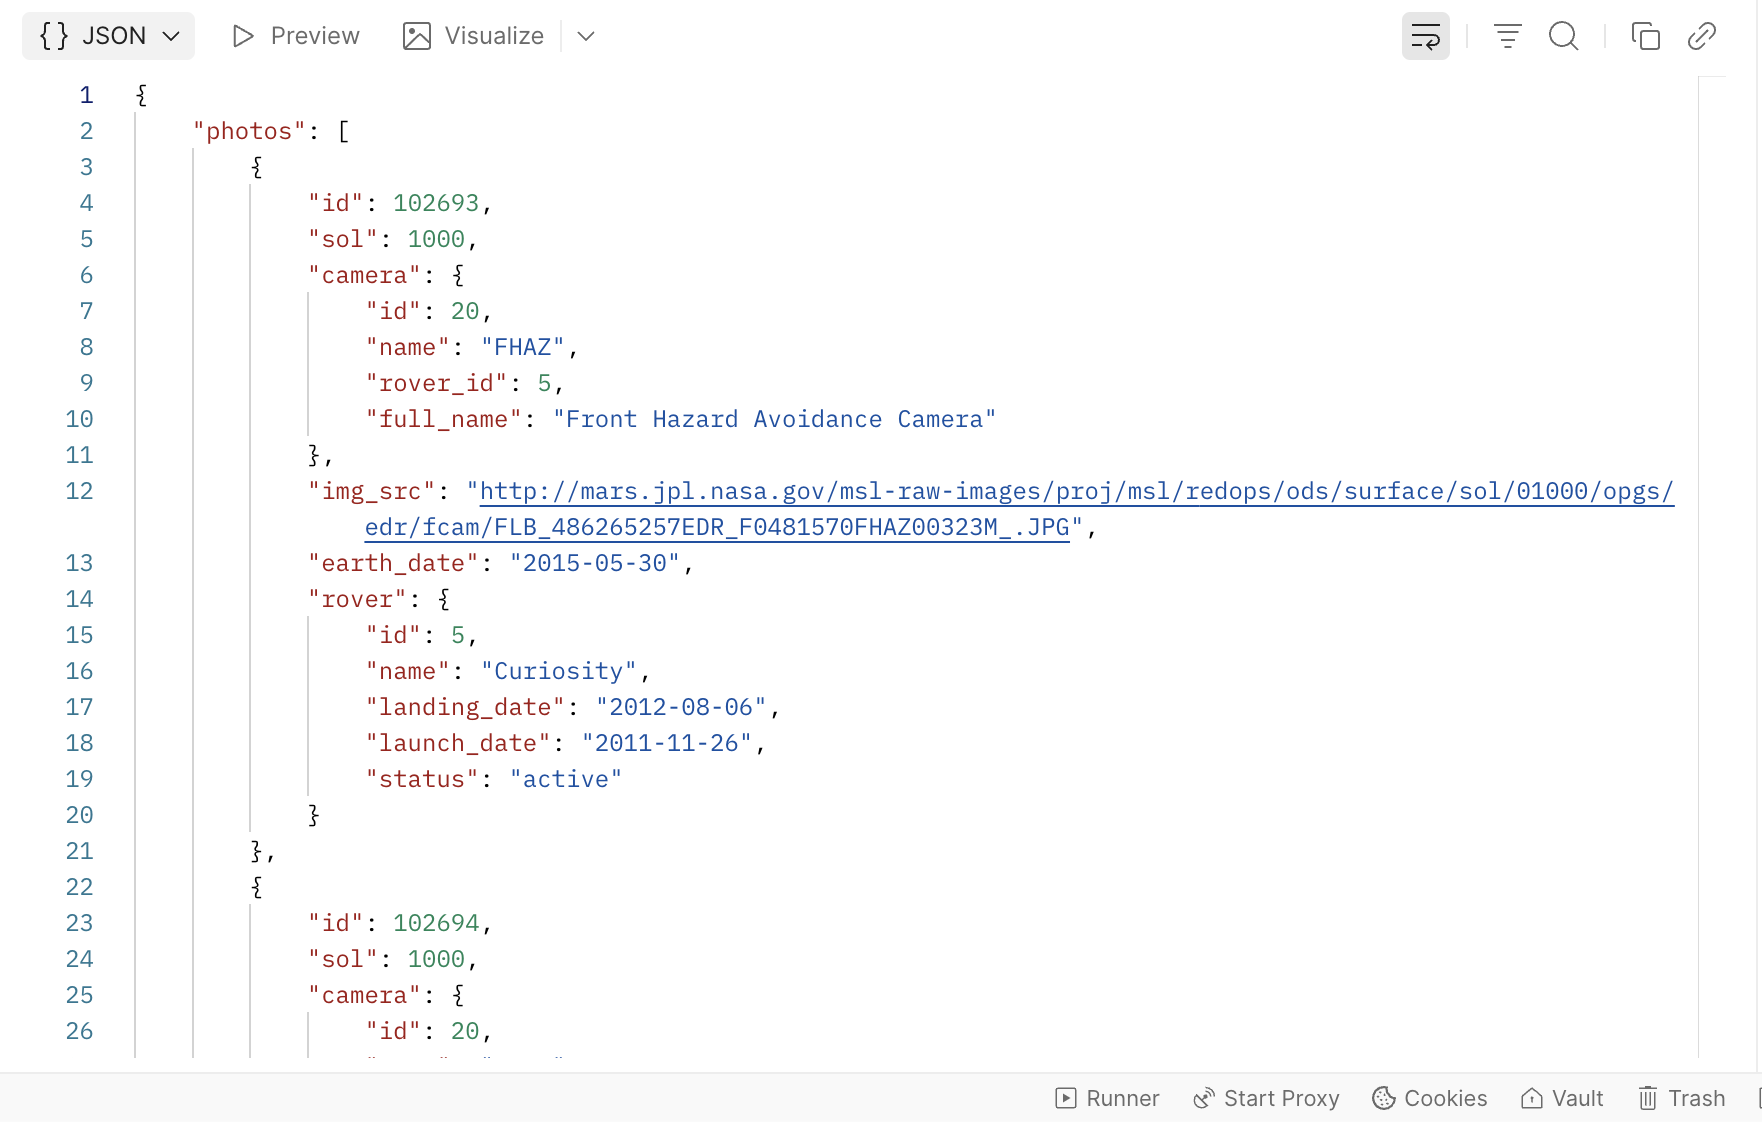 {} JSON Preview Visualize
1 {
2 "photos": [
3 {
4 "id": 102693,
5 "sol": 1000,
6 "camera": {
7 "id": 20,
8 "name": "FHAZ",
9 "rover_id": 5,
10 "full_name": "Front Hazard Avoidance Camera"
11 },
12 "img_src": "http://mars.jpl.nasa.gov/msl-raw-images/proj/msl/redops/ods/surface/sol/01000/opgs/
edr/fcam/FLB_486265257EDR_F0481570FHAZ00323M_.JPG",
13 "earth_date": "2015-05-30",
14 "rover": {
15 "id": 5,
16 "name": "Curiosity",
17 "landing_date": "2012-08-06",
18 "launch_date": "2011-11-26",
19 "status": "active"
20 }
21 },
22 {
23 "id": 102694,
24 "sol": 1000,
25 "camera": {
26 "id": 20,
Runner Start Proxy Cookies Vault Trash